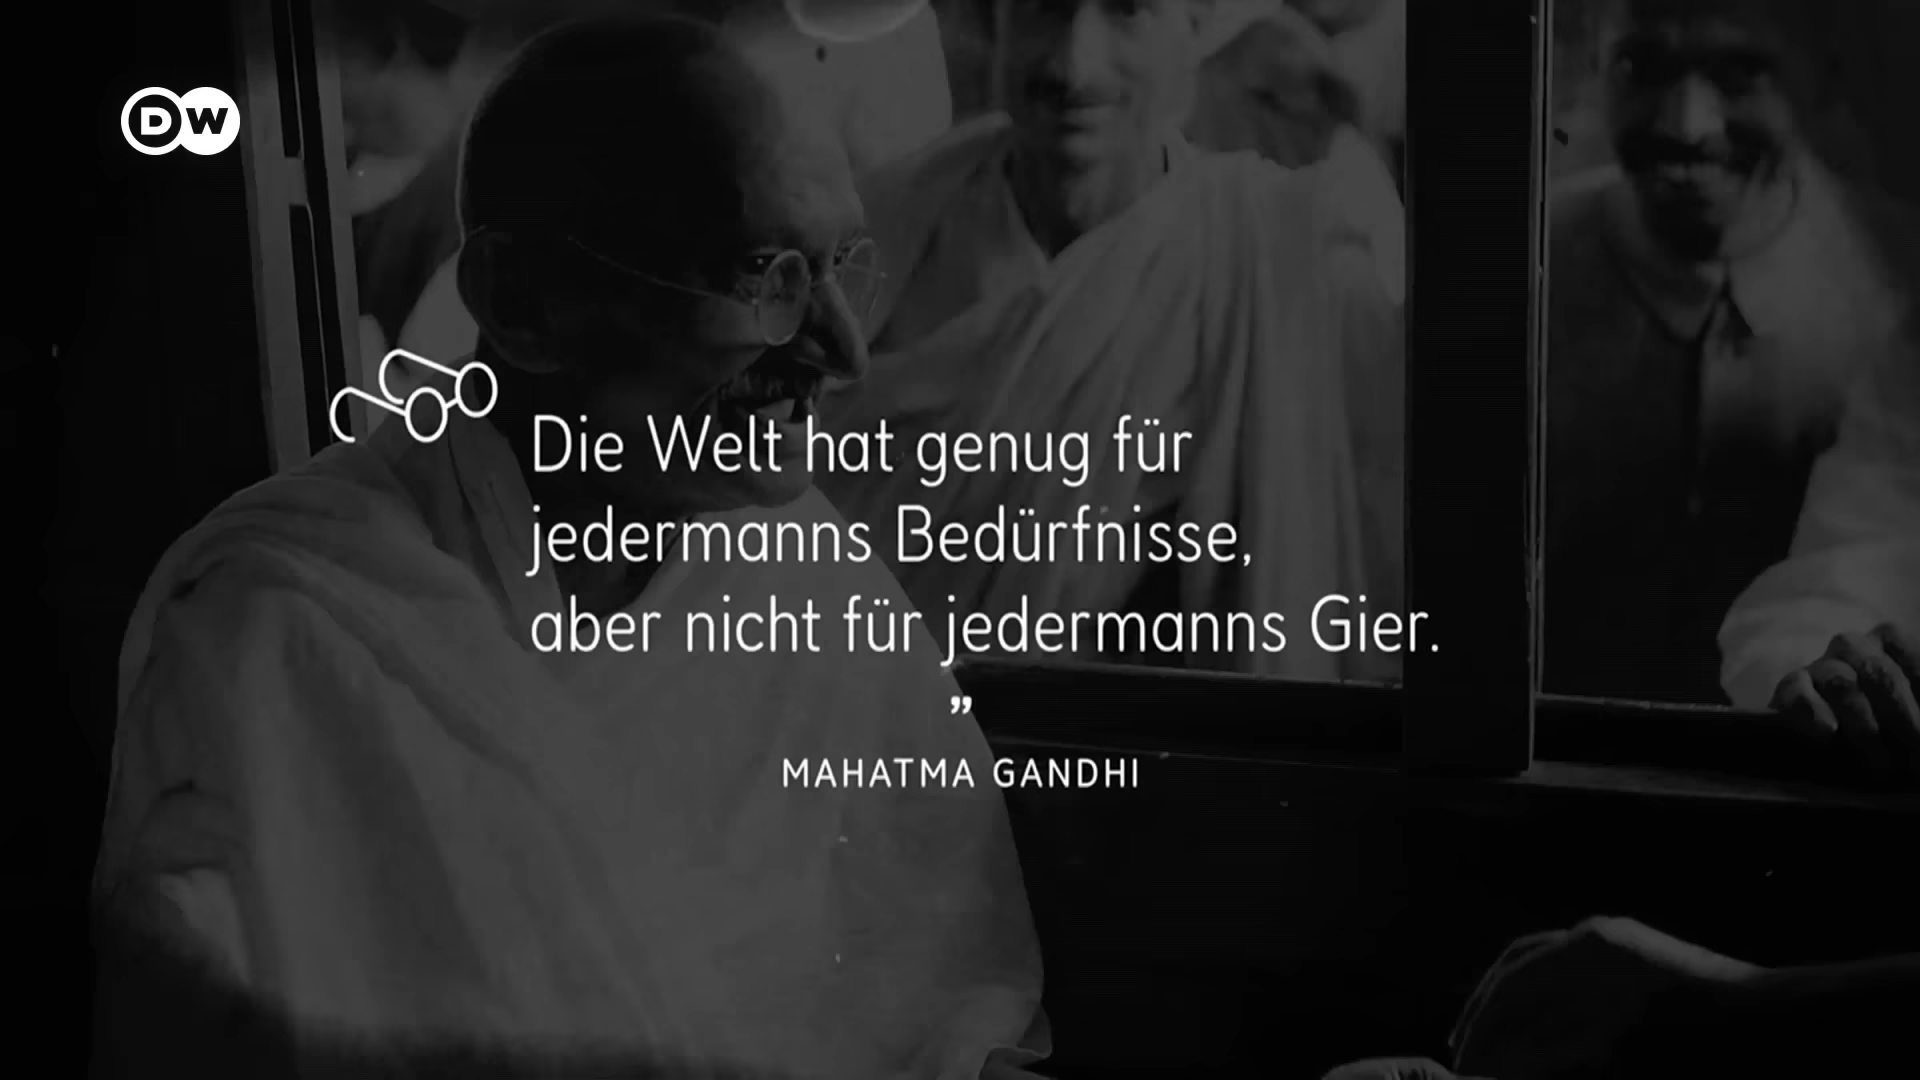 DW
Die Welt hat genug für
jedermanns Bedürfnisse,
aber nicht für jedermanns Gier.
”
MAHATMA GANDHI